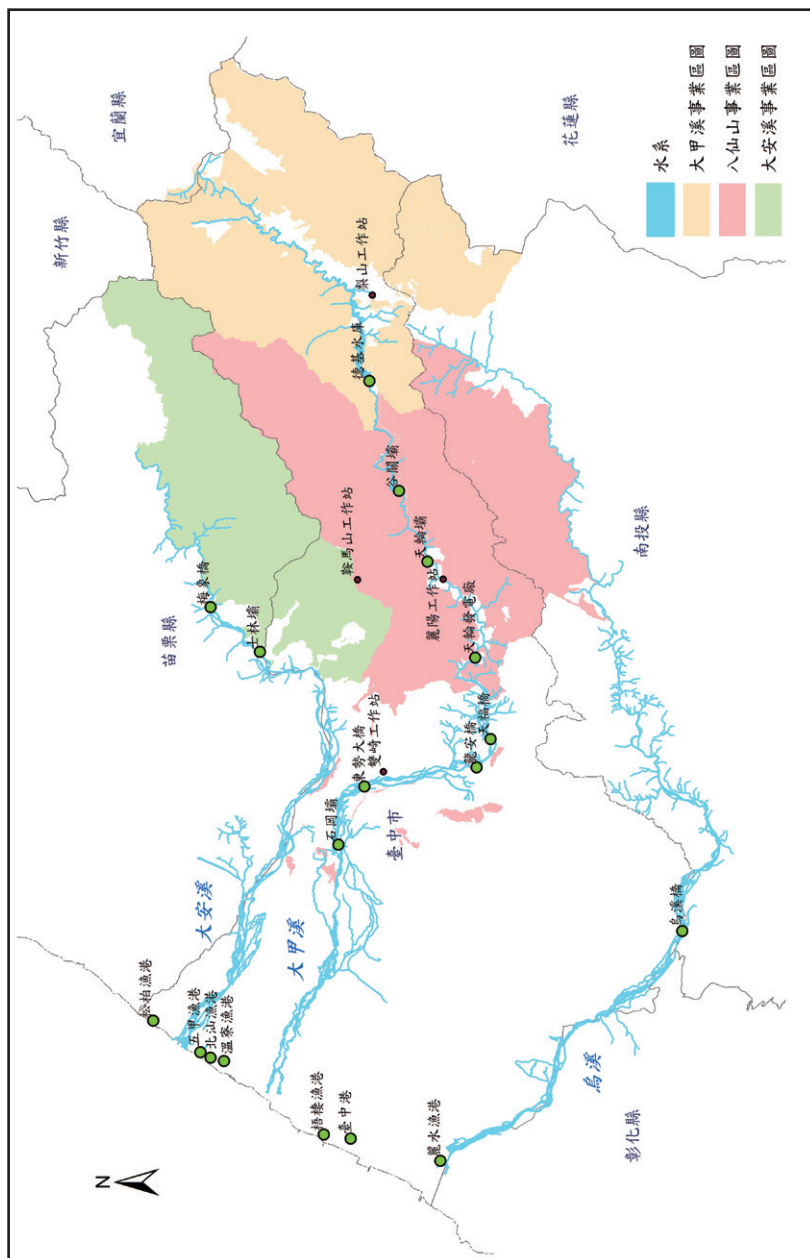 N
宜蘭縣
新竹縣
花蓮縣
苗栗縣
南投縣
臺中市
彰化縣
大安溪
大甲溪
烏溪
松柏漁港
五甲漁港
北汕漁港
溫寮漁港
梧棲漁港
臺中港
麗水漁港
梅象橋
士林壩
鞍馬山工作站
梨山工作站
德基水庫
谷關壩
天輪壩
麗陽工作站
天輪發電廠
東勢大橋
雙崎工作站
石岡壩
龍安橋
天福橋
烏溪橋
水系
大甲溪事業區圖
八仙山事業區圖
大安溪事業區圖